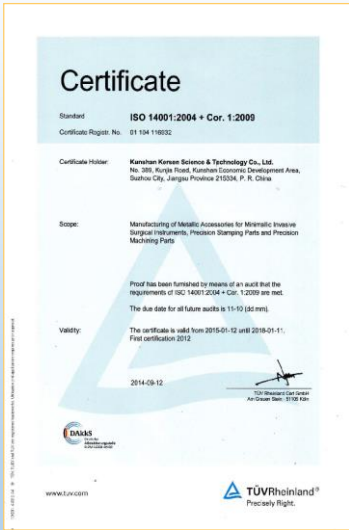 Certificate
Standard ISO 14001:2004 + Cor. 1:2009
Certificate Registr. No. 01 104 116932
Certificate Holder: Kunshan Kersen Science & Technology Co., Ltd.
No. 389, Kunjia Road, Kunshan Economic Development Area,
Suzhou City, Jiangsu Province 215334, P. R. China
Scope: Manufacturing of Metallic Accessories for Minimallic Invasive
Surgical Instruments, Precision Stamping Parts and Precision
Machining Parts
Proof has been furnished by means of an audit that the
requirements of ISO 14001:2004 + Cor. 1:2009 are met.
The due date for all future audits is 11-10 (dd.mm).
Validity: The certificate is valid from 2015-01-12 until 2018-01-11.
First certification 2012
2014-09-12
TÜV Rheinland Cert GmbH
Am Grauen Stein · 51105 Köln
DAkkS
Deutsche
Akkreditierungsstelle
www.tuv.com
TÜVRheinland®
Precisely Right.